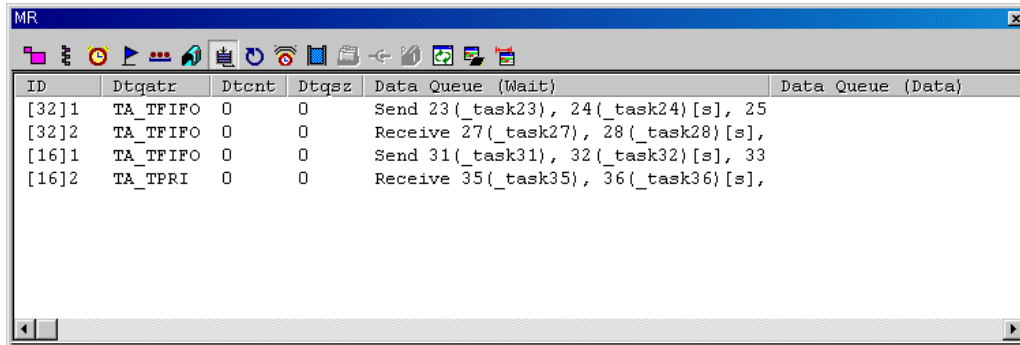 MR
ID Dtqatr Dtcnt Dtqsz Data Queue (Wait) Data Queue (Data)
[32]1 TA_TFIFO 0 0 Send 23(_task23), 24(_task24)[s], 25
[32]2 TA_TFIFO 0 0 Receive 27(_task27), 28(_task28)[s],
[16]1 TA_TFIFO 0 0 Send 31(_task31), 32(_task32)[s], 33
[16]2 TA_TPRI 0 0 Receive 35(_task35), 36(_task36)[s],